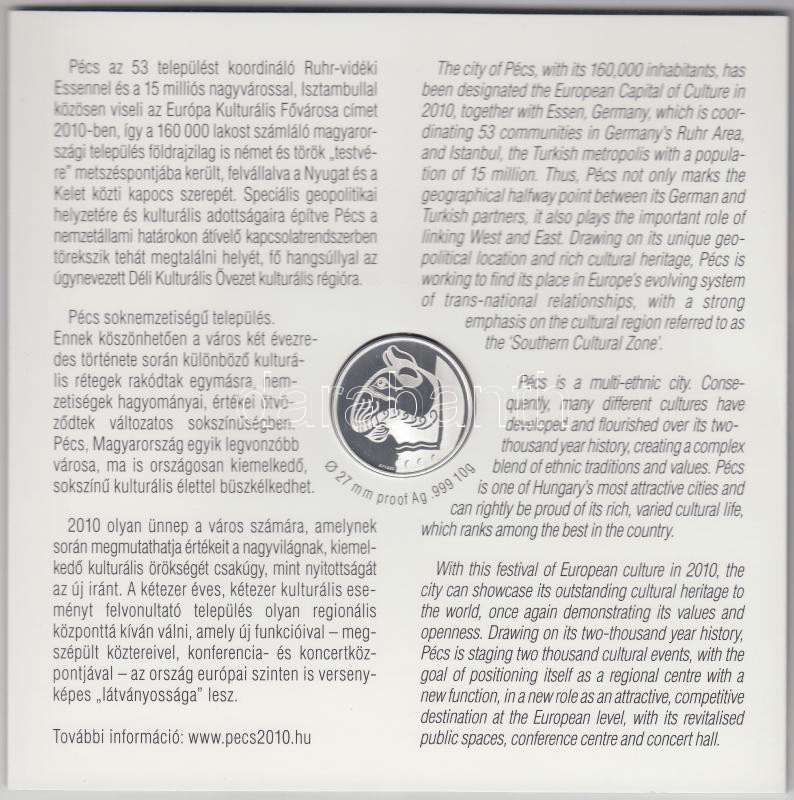 Pécs az 53 települést koordináló Ruhr-vidéki
Essennel és a 15 milliós nagyvárossal, Isztambullal
közösen viseli az Európa Kulturális Fővárosa címet
2010-ben, így a 160 000 lakost számláló magyaror-
szági település földrajzilag is német és török „testvé-
re" metszéspontjába került, felvállalva a Nyugat és a
Kelet közti kapocs szerepét. Speciális geopolitikai
helyzetére és kulturális adottságaira építve Pécs a
nemzetállami határokon átívelő kapcsolatrendszerben
törekszik tehát megtalálni helyét, fő hangsúllyal az
úgynevezett Déli Kulturális Övezet kulturális régióra.
Pécs soknemzetiségű település.
Ennek köszönhetően a város két évezre-
des története során különböző kulturá-
lis rétegek rakódtak egymásra, nem-
zetiségek hagyományai, értékei ötvö-
ződtek változatos sokszínűségben.
Pécs, Magyarország egyik legvonzóbb
városa, ma is országosan kiemelkedő,
sokszínű kulturális élettel büszkélkedhet.
2010 olyan ünnep a város számára, amelynek
során megmutathatja értékeit a nagyvilágnak, kiemel-
kedő kulturális örökségét csakúgy, mint nyitottságát
az új iránt. A kétezer éves, kétezer kulturális ese-
ményt felvonultató település olyan regionális
központtá kíván válni, amely új funkcióival – meg-
szépült köztereivel, konferencia- és koncertköz-
pontjával – az ország európai szinten is verseny-
képes „látványossága" lesz.
További információ: www.pecs2010.hu
The city of Pécs, with its 160,000 inhabitants, has
been designated the European Capital of Culture in
2010, together with Essen, Germany, which is coor-
dinating 53 communities in Germany's Ruhr Area,
and Istanbul, the Turkish metropolis with a popula-
tion of 15 million. Thus, Pécs not only marks the
geographical halfway point between its German and
Turkish partners, it also plays the important role of
linking West and East. Drawing on its unique geo-
political location and rich cultural heritage, Pécs is
working to find its place in Europe's evolving system
of trans-national relationships, with a strong
emphasis on the cultural region referred to as
the 'Southern Cultural Zone'.
Pécs is a multi-ethnic city. Conse-
quently, many different cultures have
developed and flourished over its two-
thousand year history, creating a complex
blend of ethnic traditions and values. Pécs
is one of Hungary's most attractive cities and
can rightly be proud of its rich, varied cultural life,
which ranks among the best in the country.
With this festival of European culture in 2010, the
city can showcase its outstanding cultural heritage to
the world, once again demonstrating its values and
openness. Drawing on its two-thousand year history,
Pécs is staging two thousand cultural events, with the
goal of positioning itself as a regional centre with a
new function, in a new role as an attractive, competitive
destination at the European level, with its revitalised
public spaces, conference centre and concert hall.
Ø 27 mm proof Ag .999 10g
darabanth